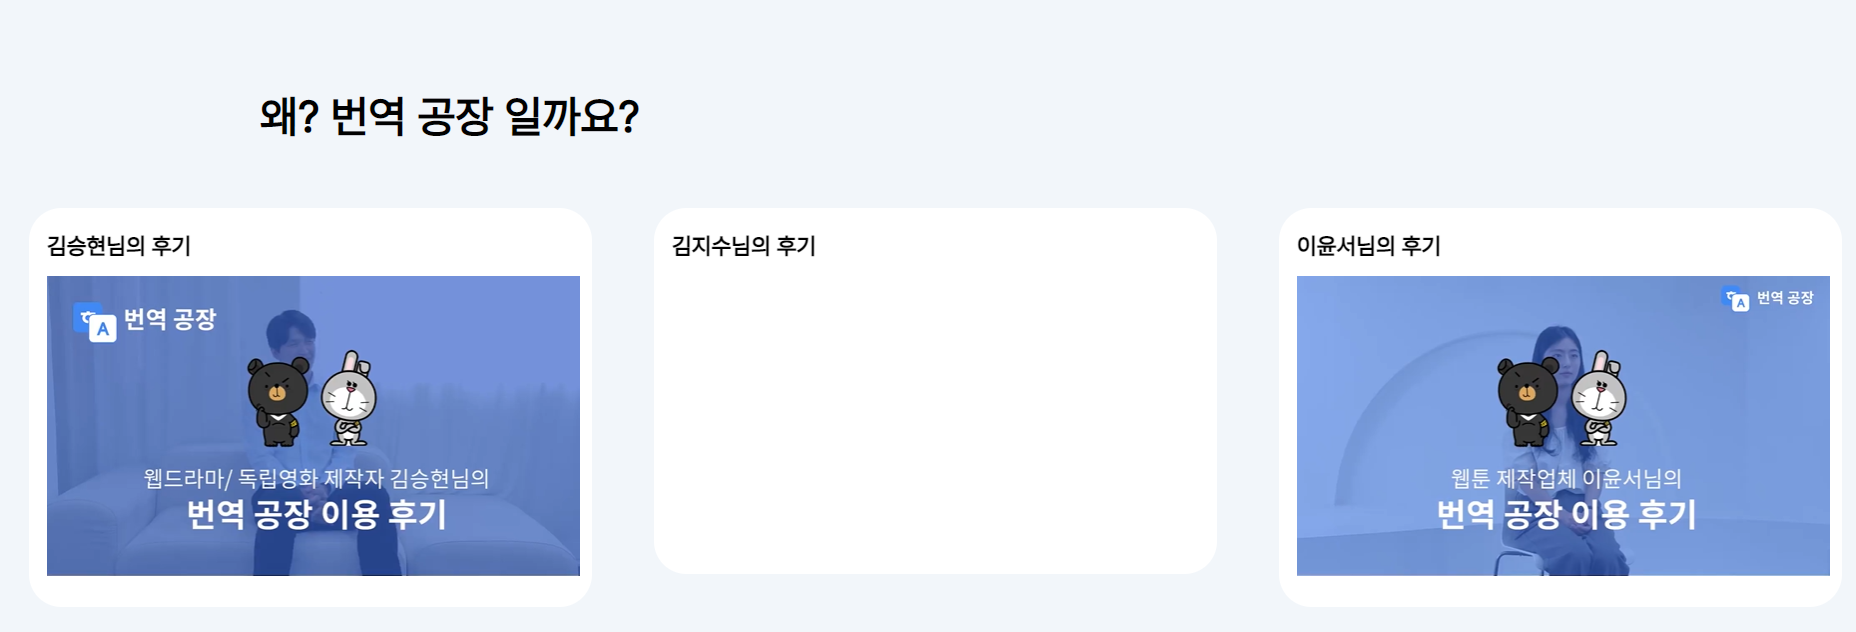 왜? 번역 공장 일까요?
김승현님의 후기
A 번역 공장
웹드라마/ 독립영화 제작자 김승현님의
번역 공장 이용 후기
김지수님의 후기
이윤서님의 후기
A 번역 공장
웹툰 제작업체 이윤서님의
번역 공장 이용 후기